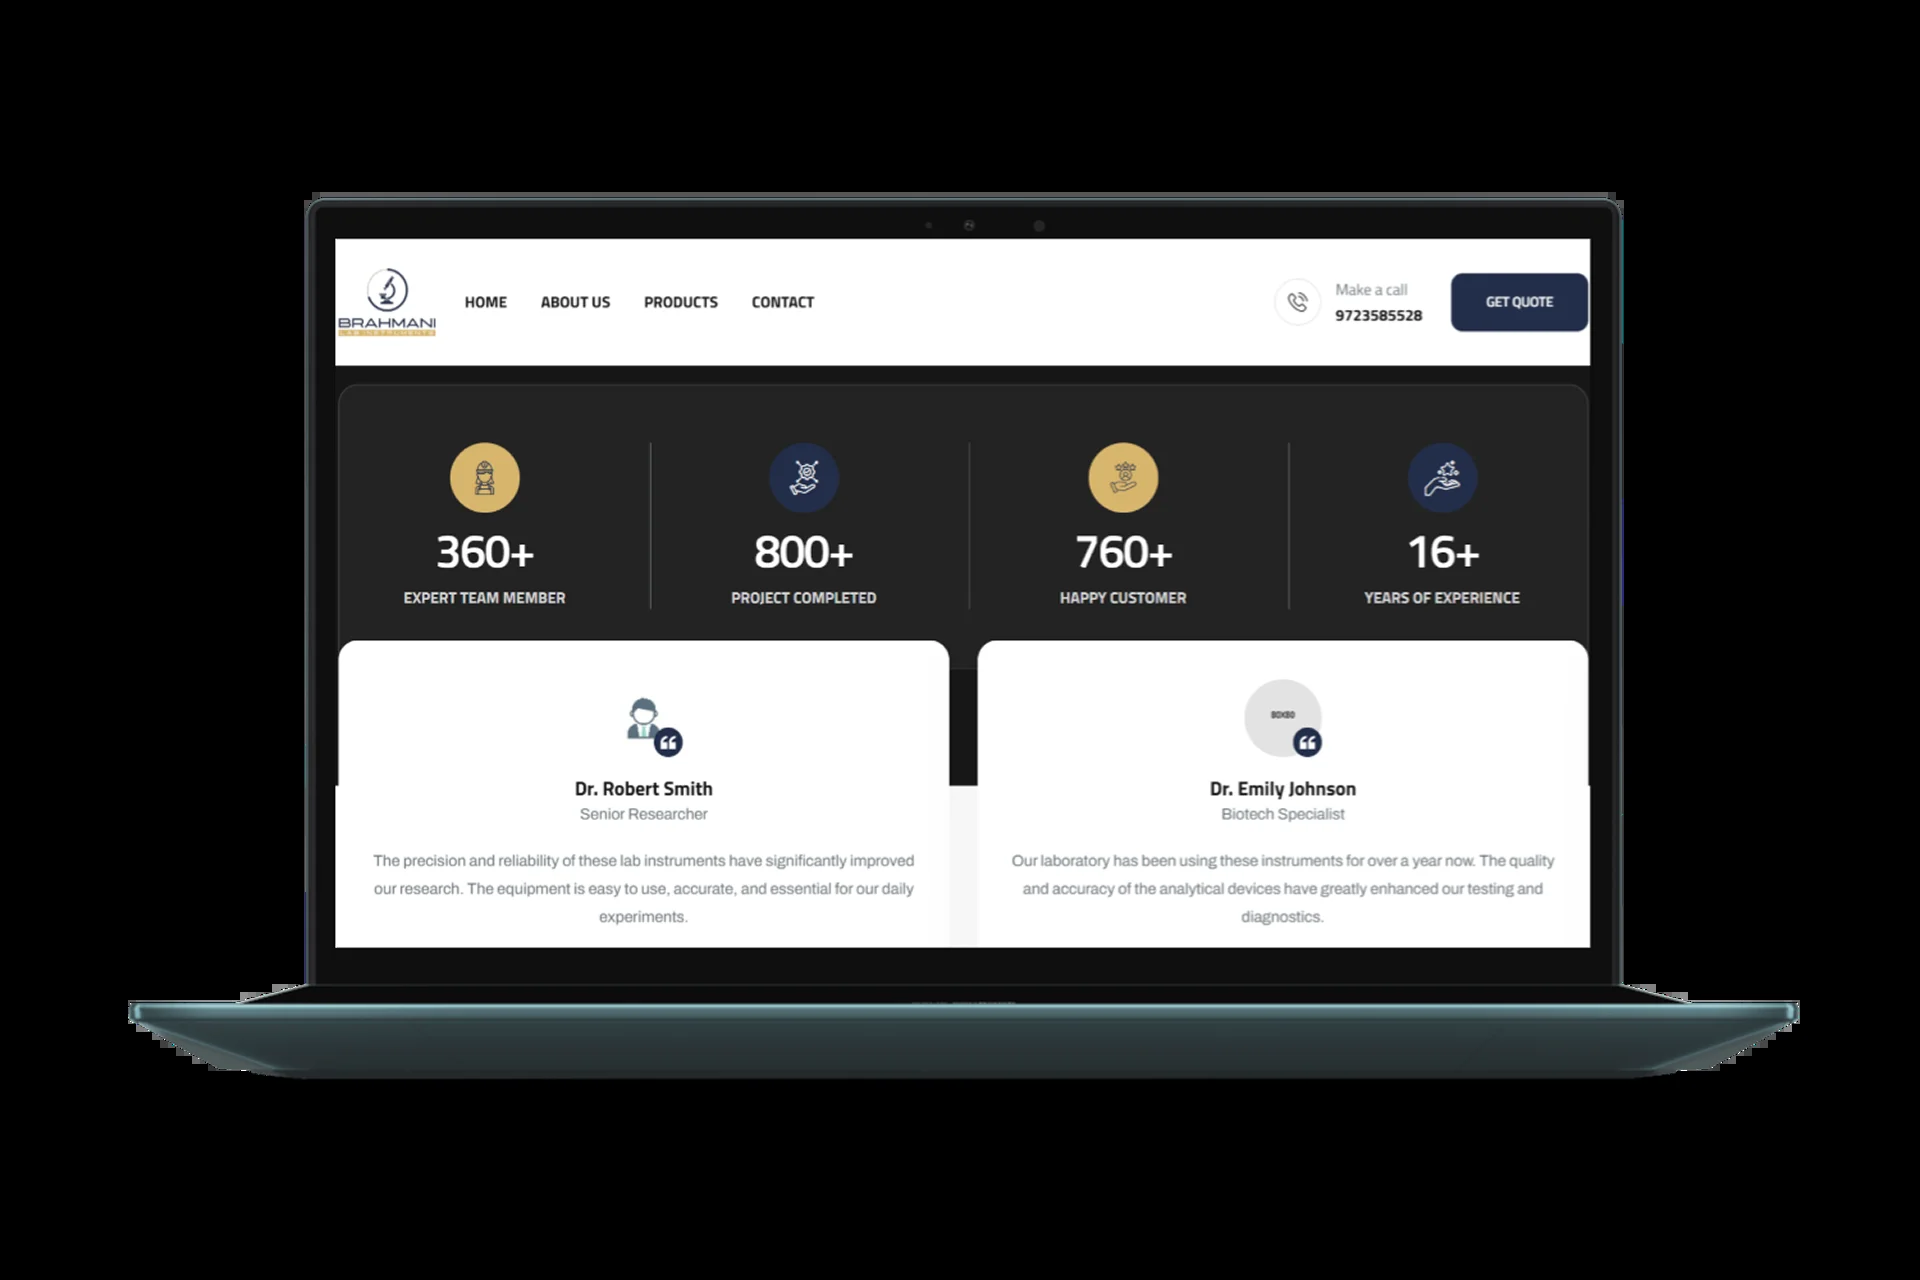 BRAHMANI
LAB INSTRUMENTS
HOME
ABOUT US
PRODUCTS
CONTACT
Make a call
9723585528
GET QUOTE
360+
EXPERT TEAM MEMBER
800+
PROJECT COMPLETED
760+
HAPPY CUSTOMER
16+
YEARS OF EXPERIENCE
Dr. Robert Smith
Senior Researcher
The precision and reliability of these lab instruments have significantly improved
our research. The equipment is easy to use, accurate, and essential for our daily
experiments.
80X80
Dr. Emily Johnson
Biotech Specialist
Our laboratory has been using these instruments for over a year now. The quality
and accuracy of the analytical devices have greatly enhanced our testing and
diagnostics.